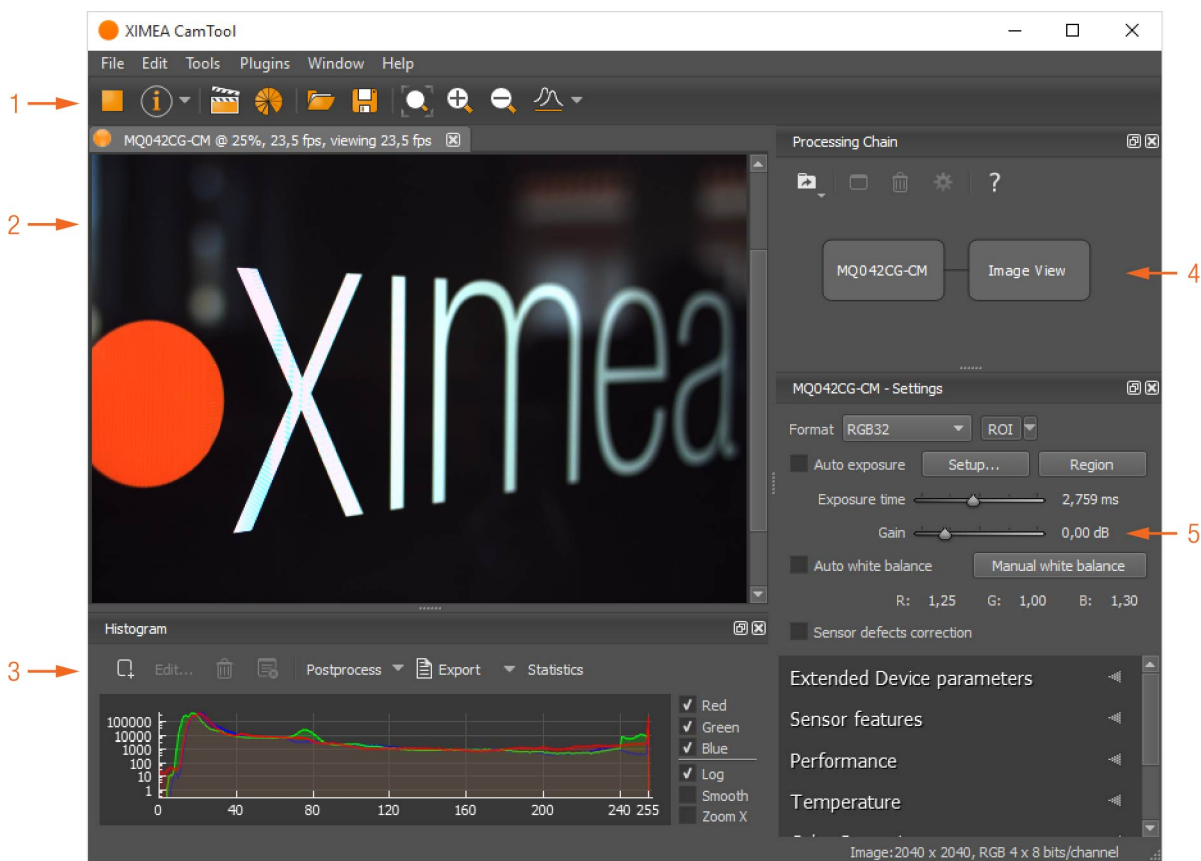 XIMEA CamTool
File Edit Tools Plugins Window Help
1
MQ042CG-CM @ 25%, 23,5 fps, viewing 23,5 fps
2
XImea
Processing Chain
?
MQ042CG-CM
Image View
4
MQ042CG-CM - Settings
Format RGB32 ROI
Auto exposure Setup... Region
Exposure time 2,759 ms
Gain 0,00 dB
5
Auto white balance Manual white balance
R: 1,25 G: 1,00 B: 1,30
Sensor defects correction
Extended Device parameters
Sensor features
Performance
Temperature
Histogram
3
Edit... Postprocess Export Statistics
100000
10000
1000
100
10
1
0 40 80 120 160 200 240 255
Red
Green
Blue
Log
Smooth
Zoom X
Image:2040 x 2040, RGB 4 x 8 bits/channel